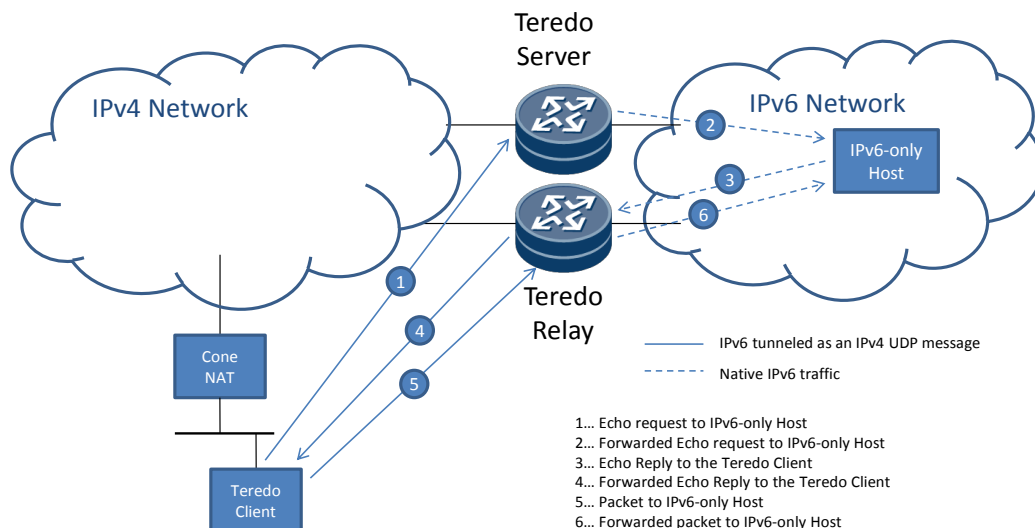 Teredo
Server
IPv4 Network
IPv6 Network
2
IPv6-only
Host
3
6
1
Teredo
Relay
4
5
Cone
NAT
Teredo
Client
IPv6 tunneled as an IPv4 UDP message
Native IPv6 traffic
1... Echo request to IPv6-only Host
2... Forwarded Echo request to IPv6-only Host
3... Echo Reply to the Teredo Client
4... Forwarded Echo Reply to the Teredo Client
5... Packet to IPv6-only Host
6... Forwarded packet to IPv6-only Host